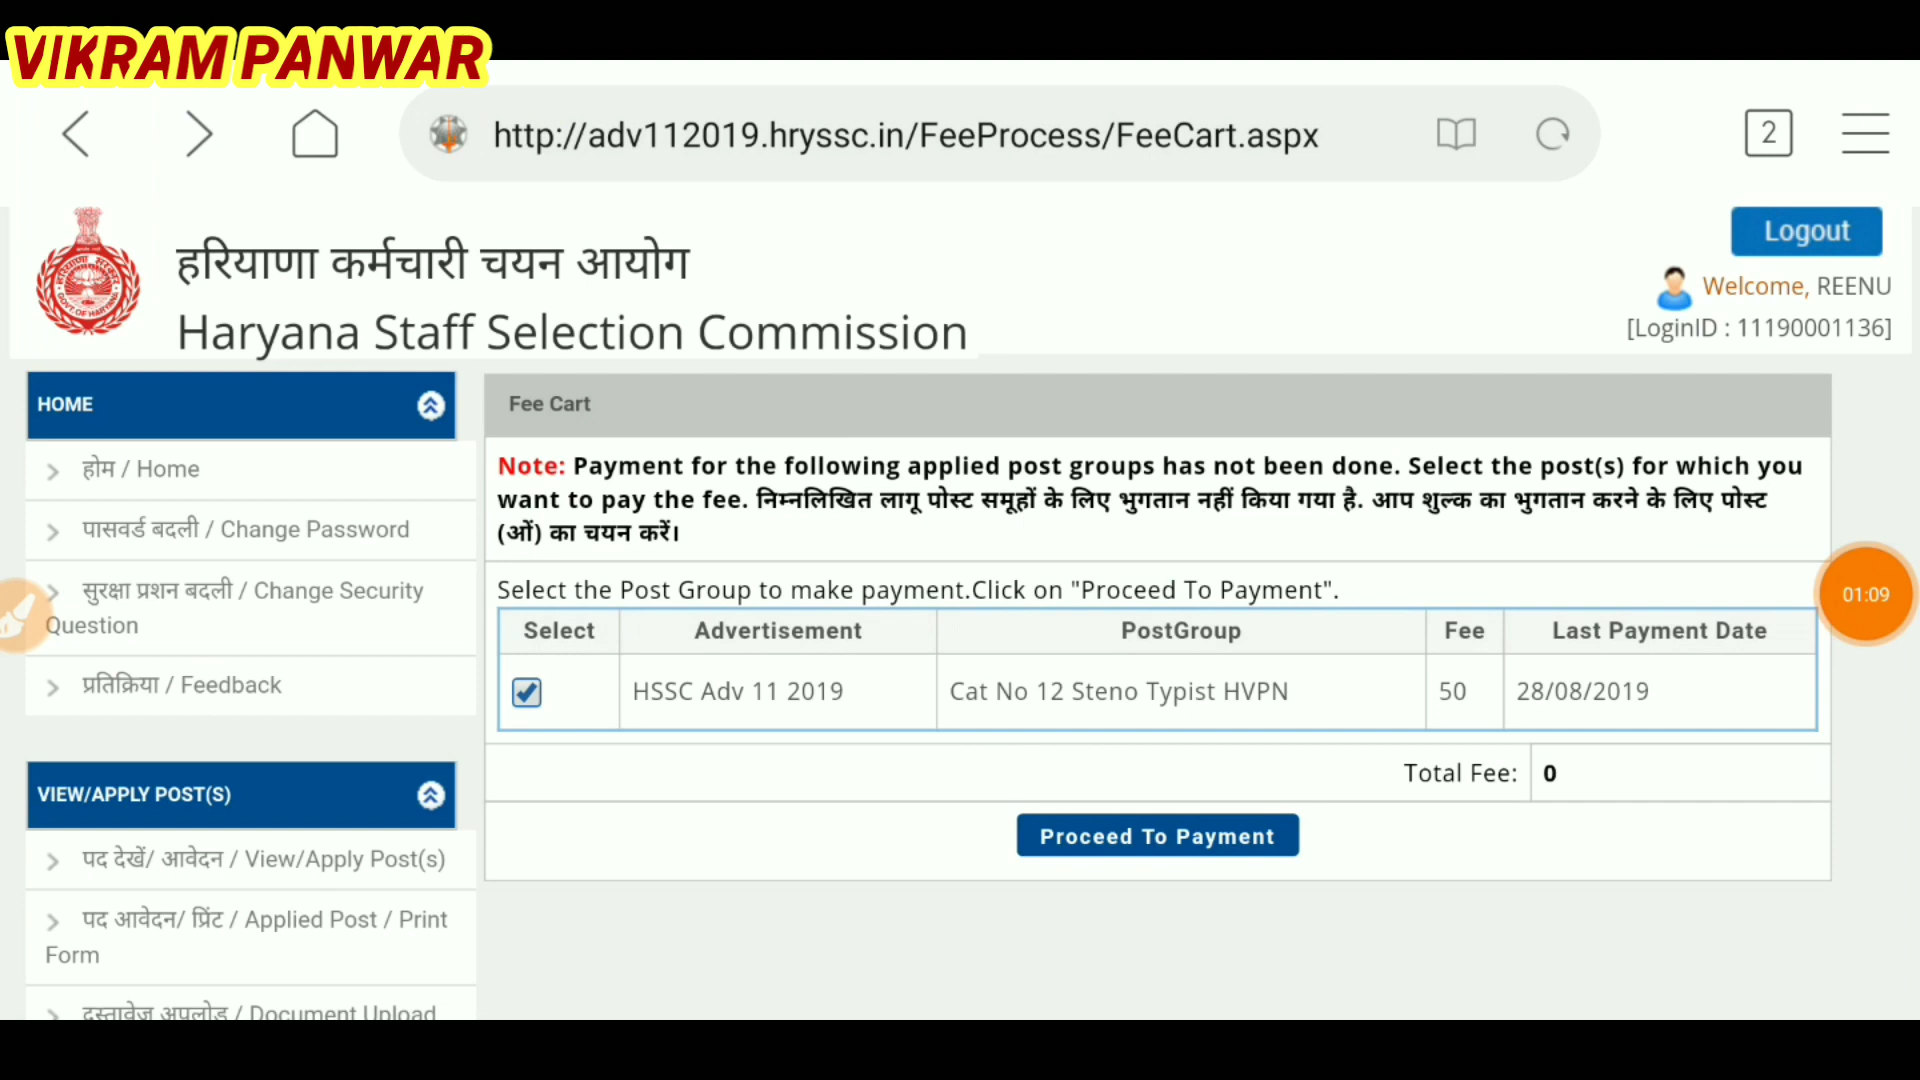 VIKRAM PANWAR
http://adv112019.hryssc.in/FeeProcess/FeeCart.aspx
2
Logout
हरियाणा कर्मचारी चयन आयोग
Haryana Staff Selection Commission
Welcome, REENU
[LoginID : 11190001136]
HOME
होम / Home
पासवर्ड बदली / Change Password
सुरक्षा प्रशन बदली / Change Security
Question
प्रतिक्रिया / Feedback
VIEW/APPLY POST(S)
पद देखें/ आवेदन / View/Apply Post(s)
पद आवेदन/ प्रिंट / Applied Post / Print
Form
दस्तावेज अपलोड / Document Upload
Fee Cart
Note: Payment for the following applied post groups has not been done. Select the post(s) for which you
want to pay the fee. निम्नलिखित लागू पोस्ट समूहों के लिए भुगतान नहीं किया गया है. आप शुल्क का भुगतान करने के लिए पोस्ट
(ओं) का चयन करें।
Select the Post Group to make payment.Click on "Proceed To Payment".
Select Advertisement PostGroup Fee Last Payment Date
HSSC Adv 11 2019 Cat No 12 Steno Typist HVPN 50 28/08/2019
Total Fee: 0
Proceed To Payment
01:09